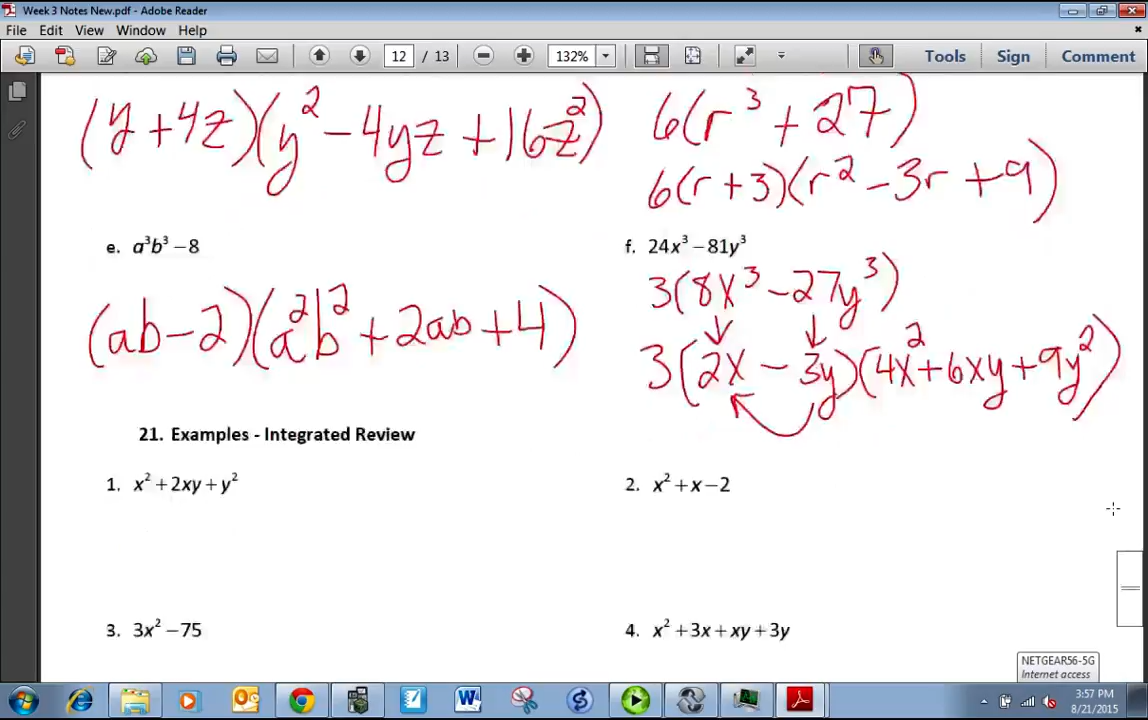 Week 3 Notes New.pdf - Adobe Reader
File Edit View Window Help
12 / 13 132% Tools Sign Comment
(y+4z)(y²-4yz+16z²)
6(r³+27)
6(r+3)(r²-3r+9)
e. a³b³-8
f. 24x³-81y³
(ab-2)(a²b²+2ab+4)
3(8x³-27y³)
3(2x-3y)(4x²+6xy+9y²)
21. Examples - Integrated Review
1. x²+2xy+y²
2. x²+x-2
3. 3x²-75
4. x²+3x+xy+3y
NETGEAR56-5G
Internet access
3:57 PM
8/21/2015